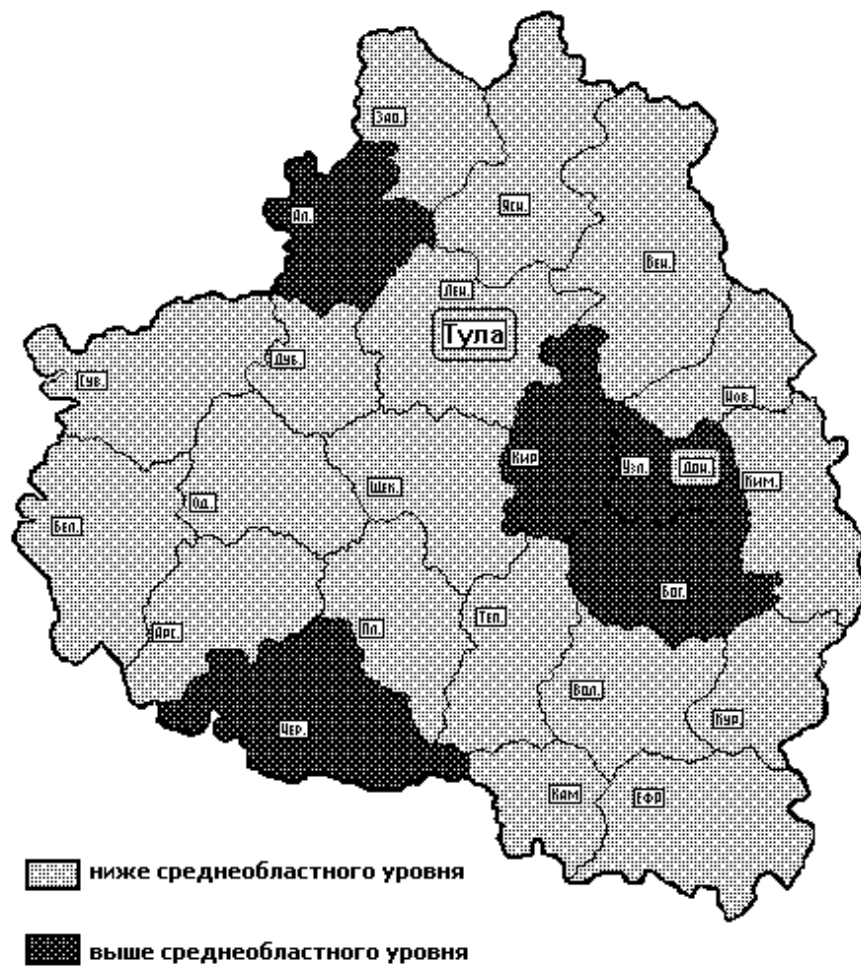 Зао.
Ал.
Ясн.
Вен.
Лен.
Тула
Дуб.
Сув.
Нов.
Кир
Узл.
Дон.
Ким.
Щек.
Од.
Бел.
Бог.
Арс.
Пл.
Теп.
Вол.
Кур.
Чер.
Кам
Ефр
ниже среднеобластного уровня
выше среднеобластного уровня